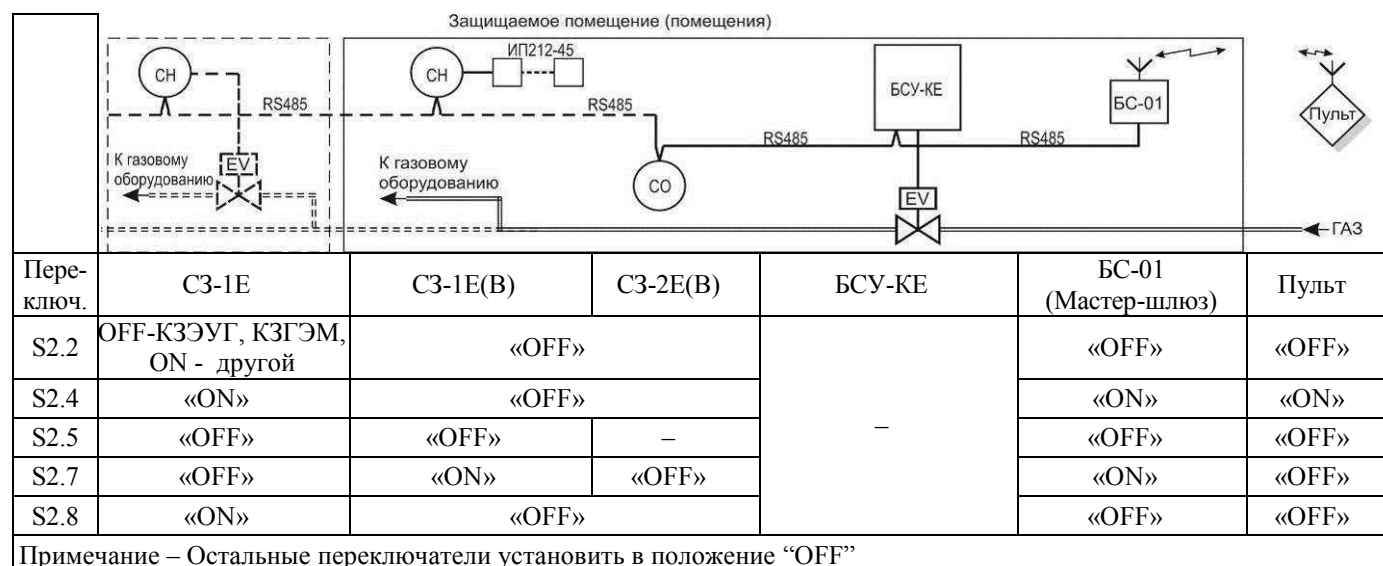 Защищаемое помещение (помещения)
ИП212-45
СН
СН
БСУ-КЕ
БС-01
Пульт
RS485
RS485
RS485
RS485
К газовому
оборудованию
EV
К газовому
оборудованию
СО
EV
ГАЗ
Пере-
ключ.
СЗ-1Е
СЗ-1Е(В)
СЗ-2Е(В)
БСУ-КЕ
БС-01
(Мастер-шлюз)
Пульт
S2.2
OFF-КЗЭУГ, КЗГЭМ,
ON - другой
«OFF»
«OFF»
«OFF»
S2.4
«ON»
«OFF»
–
«ON»
«ON»
S2.5
«OFF»
«OFF»
–
«OFF»
«OFF»
S2.7
«OFF»
«ON»
«OFF»
«ON»
«OFF»
S2.8
«ON»
«OFF»
«OFF»
«OFF»
Примечание – Остальные переключатели установить в положение “OFF”